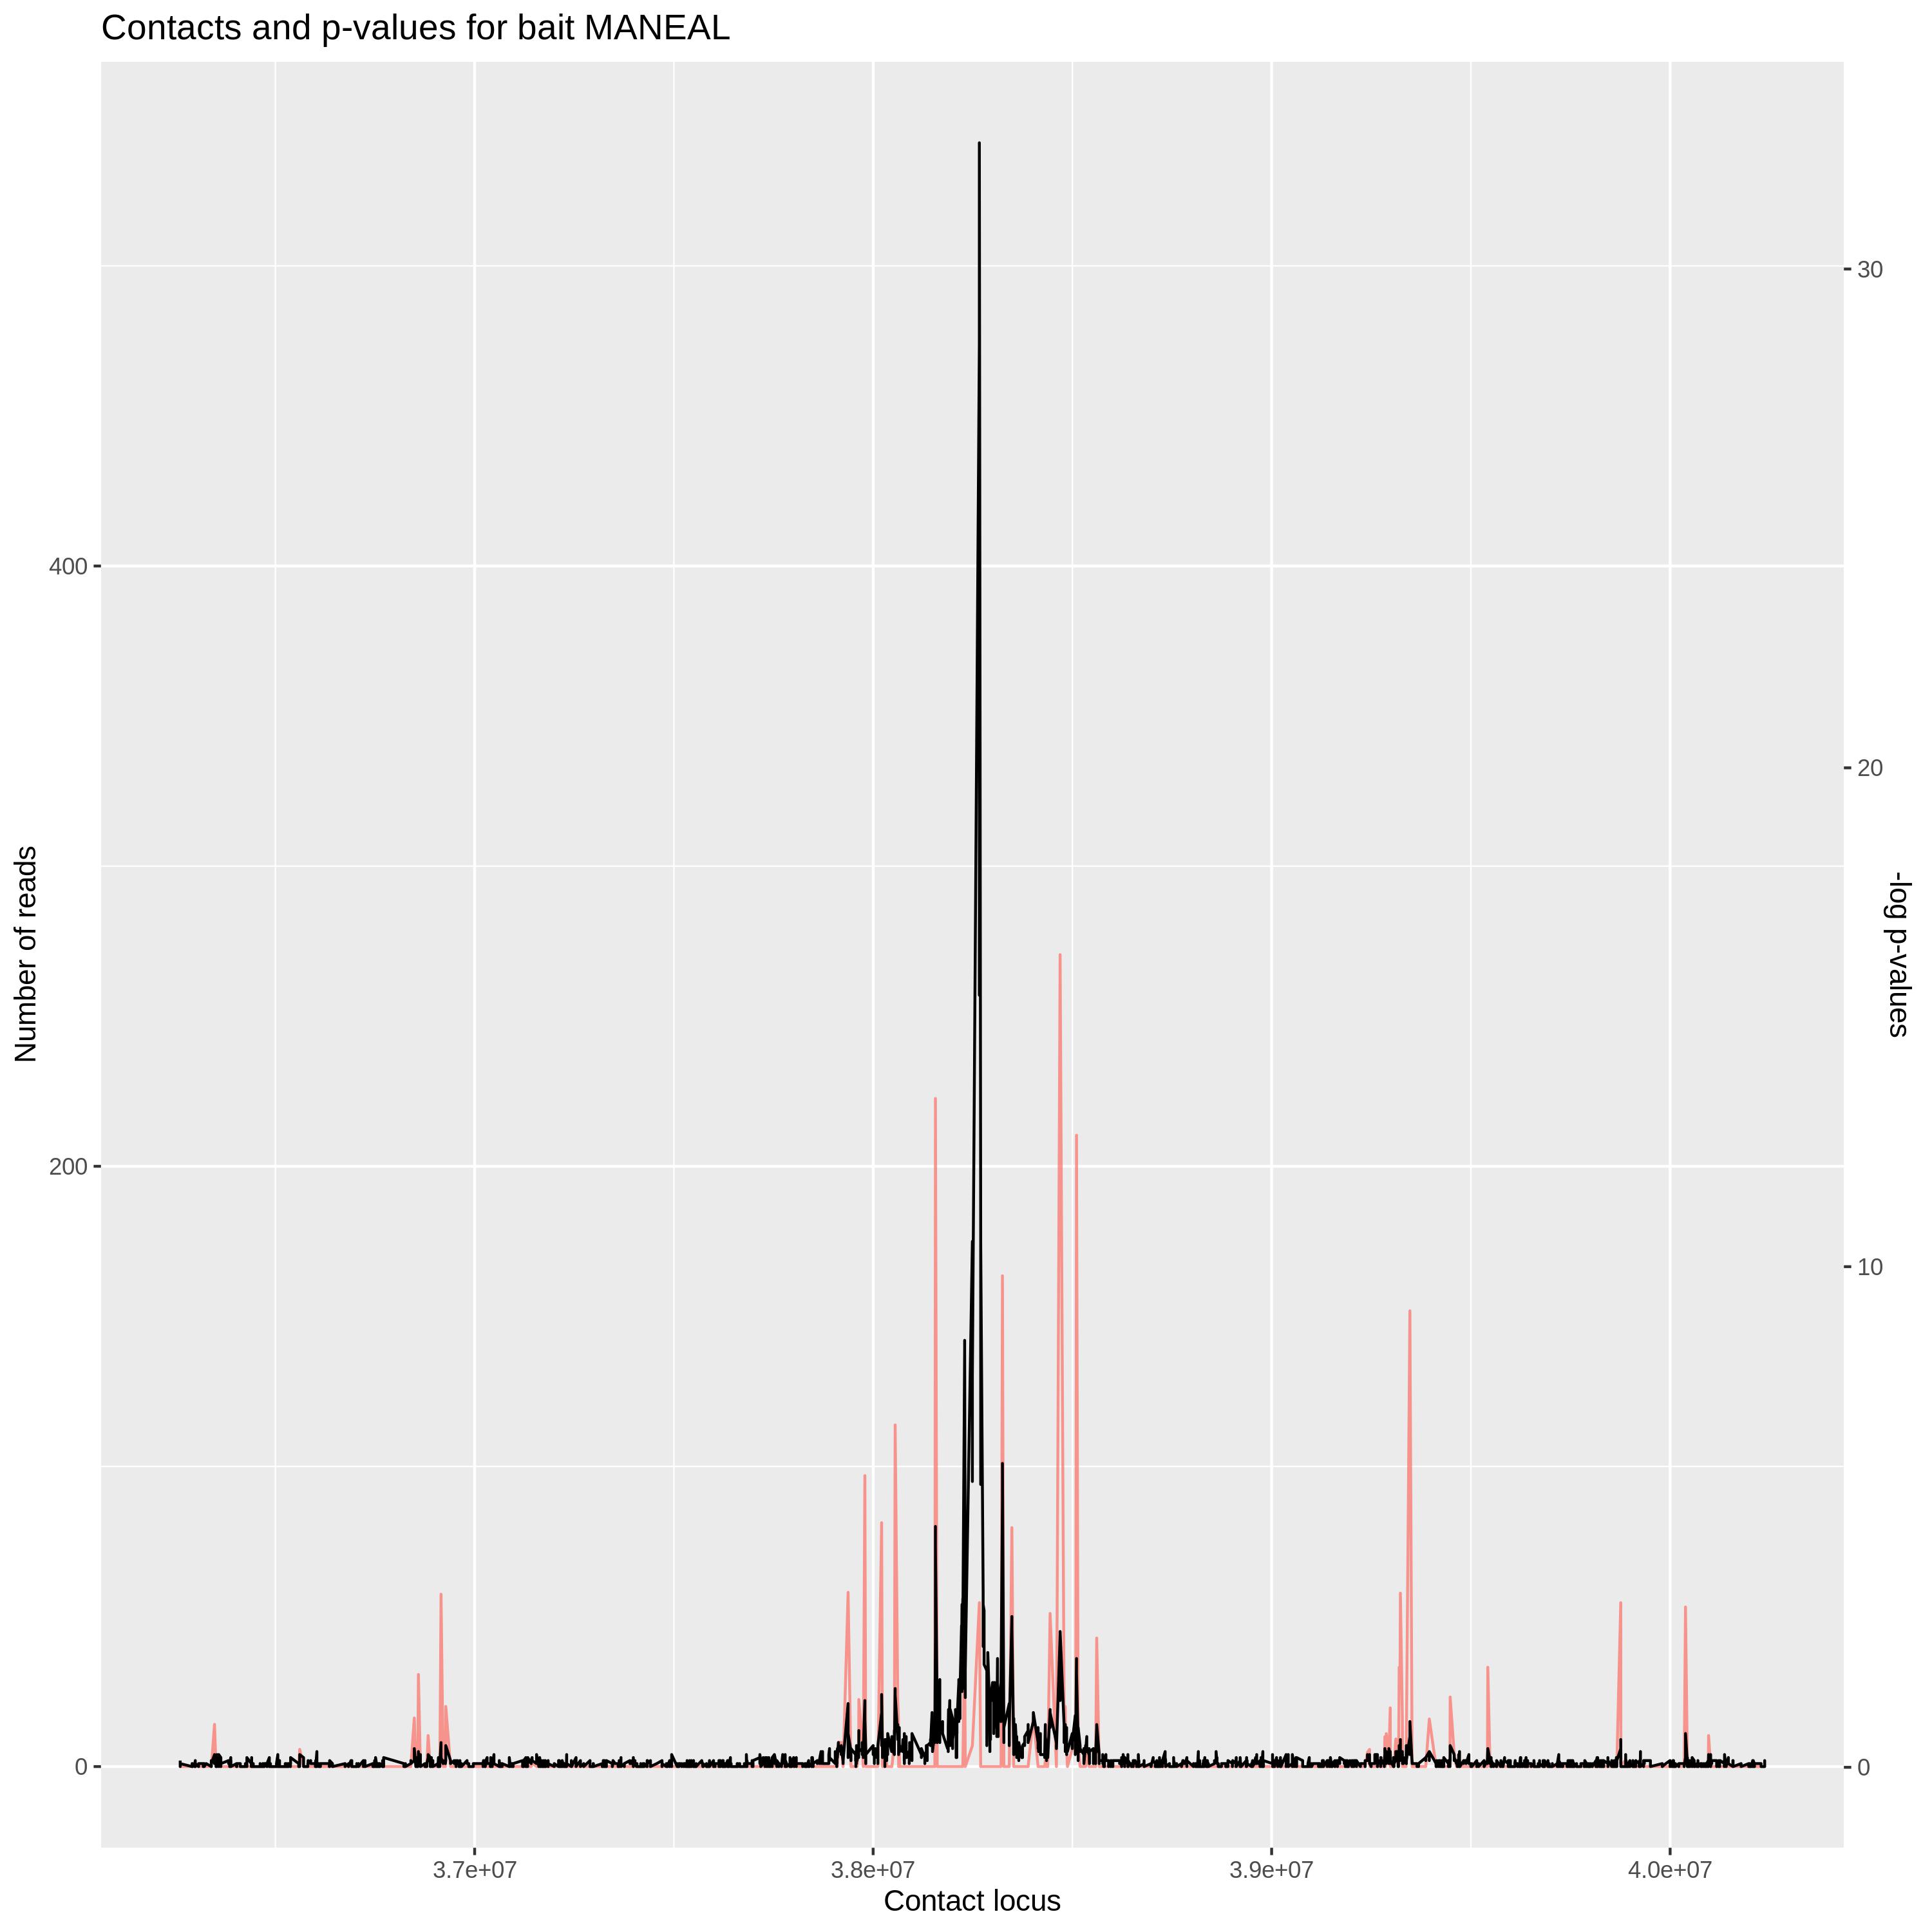 Contacts and p-values for bait MANEAL
Number of reads
400
200
0
30
20
10
0
-log p-values
3.7e+07
3.8e+07
3.9e+07
4.0e+07
Contact locus